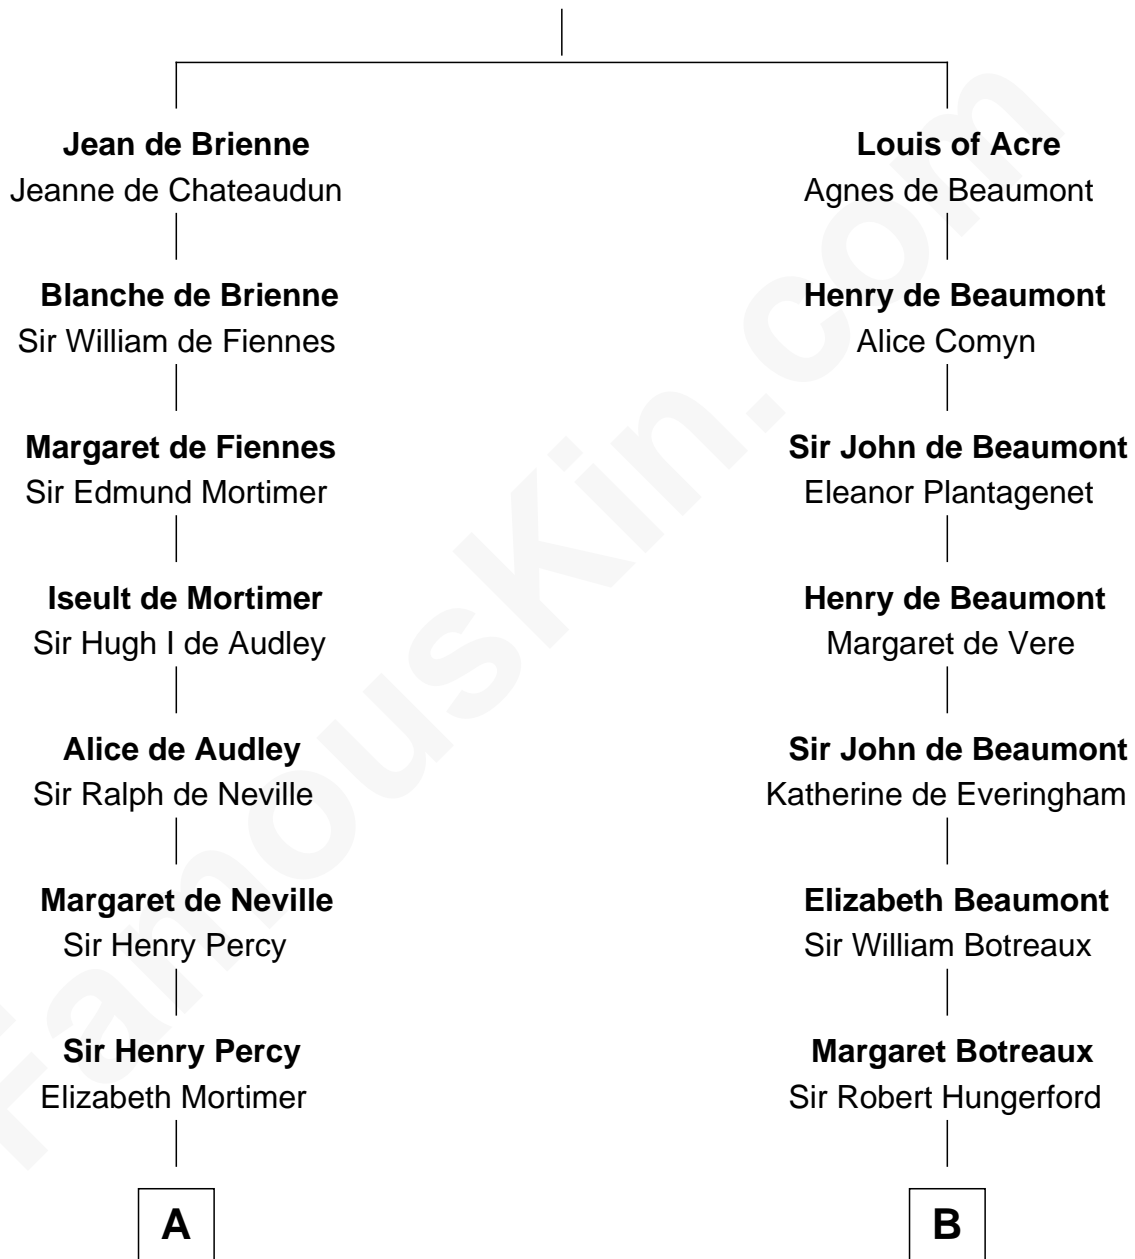 Jean de Brienne
Jeanne de Chateaudun
Blanche de Brienne
Sir William de Fiennes
Margaret de Fiennes
Sir Edmund Mortimer
Iseult de Mortimer
Sir Hugh I de Audley
Alice de Audley
Sir Ralph de Neville
Margaret de Neville
Sir Henry Percy
Sir Henry Percy
Elizabeth Mortimer
A
Louis of Acre
Agnes de Beaumont
Henry de Beaumont
Alice Comyn
Sir John de Beaumont
Eleanor Plantagenet
Henry de Beaumont
Margaret de Vere
Sir John de Beaumont
Katherine de Everingham
Elizabeth Beaumont
Sir William Botreaux
Margaret Botreaux
Sir Robert Hungerford
B
FamousKin.com